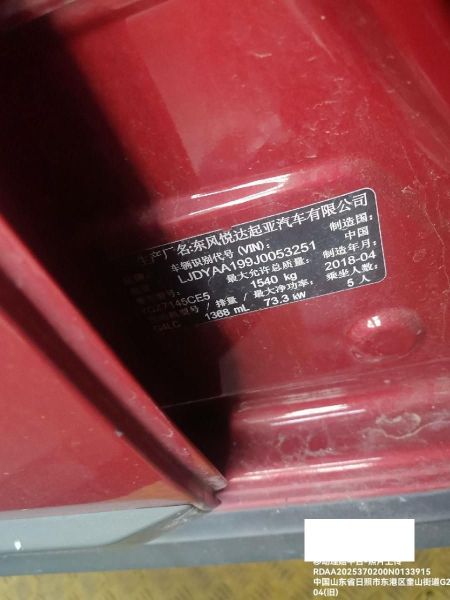 生产厂名:东风悦达起亚汽车有限公司
车辆识别代号(VIN): 制造国:
LJDYAA199J0053251 中国
最大允许总质量: 制造年月:
1540 kg 2018-04
YQZ7145CE5
型号/排量/最大净功率: 乘坐人数:
G4LC 1368 mL 73.3 kW 5 人
RDAA2025370200N0133915
中国山东省日照市东港区奎山街道G2
04(旧)